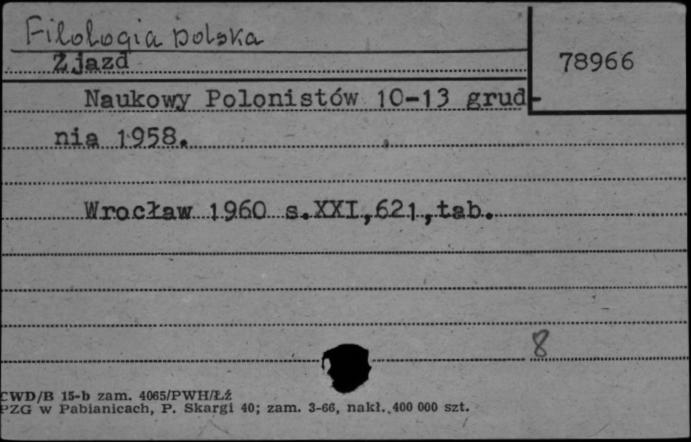 Filologia polska
Zjazd
78966
Naukowy Polonistów 10-13 grud-
nia 1958.
Wrocław 1960 s.XXI,621,tab.
8
CWD/B 15-b zam. 4065/PWH/Łź
PZG w Pabianicach, P. Skargi 40; zam. 3-66, nakł. 400 000 szt.